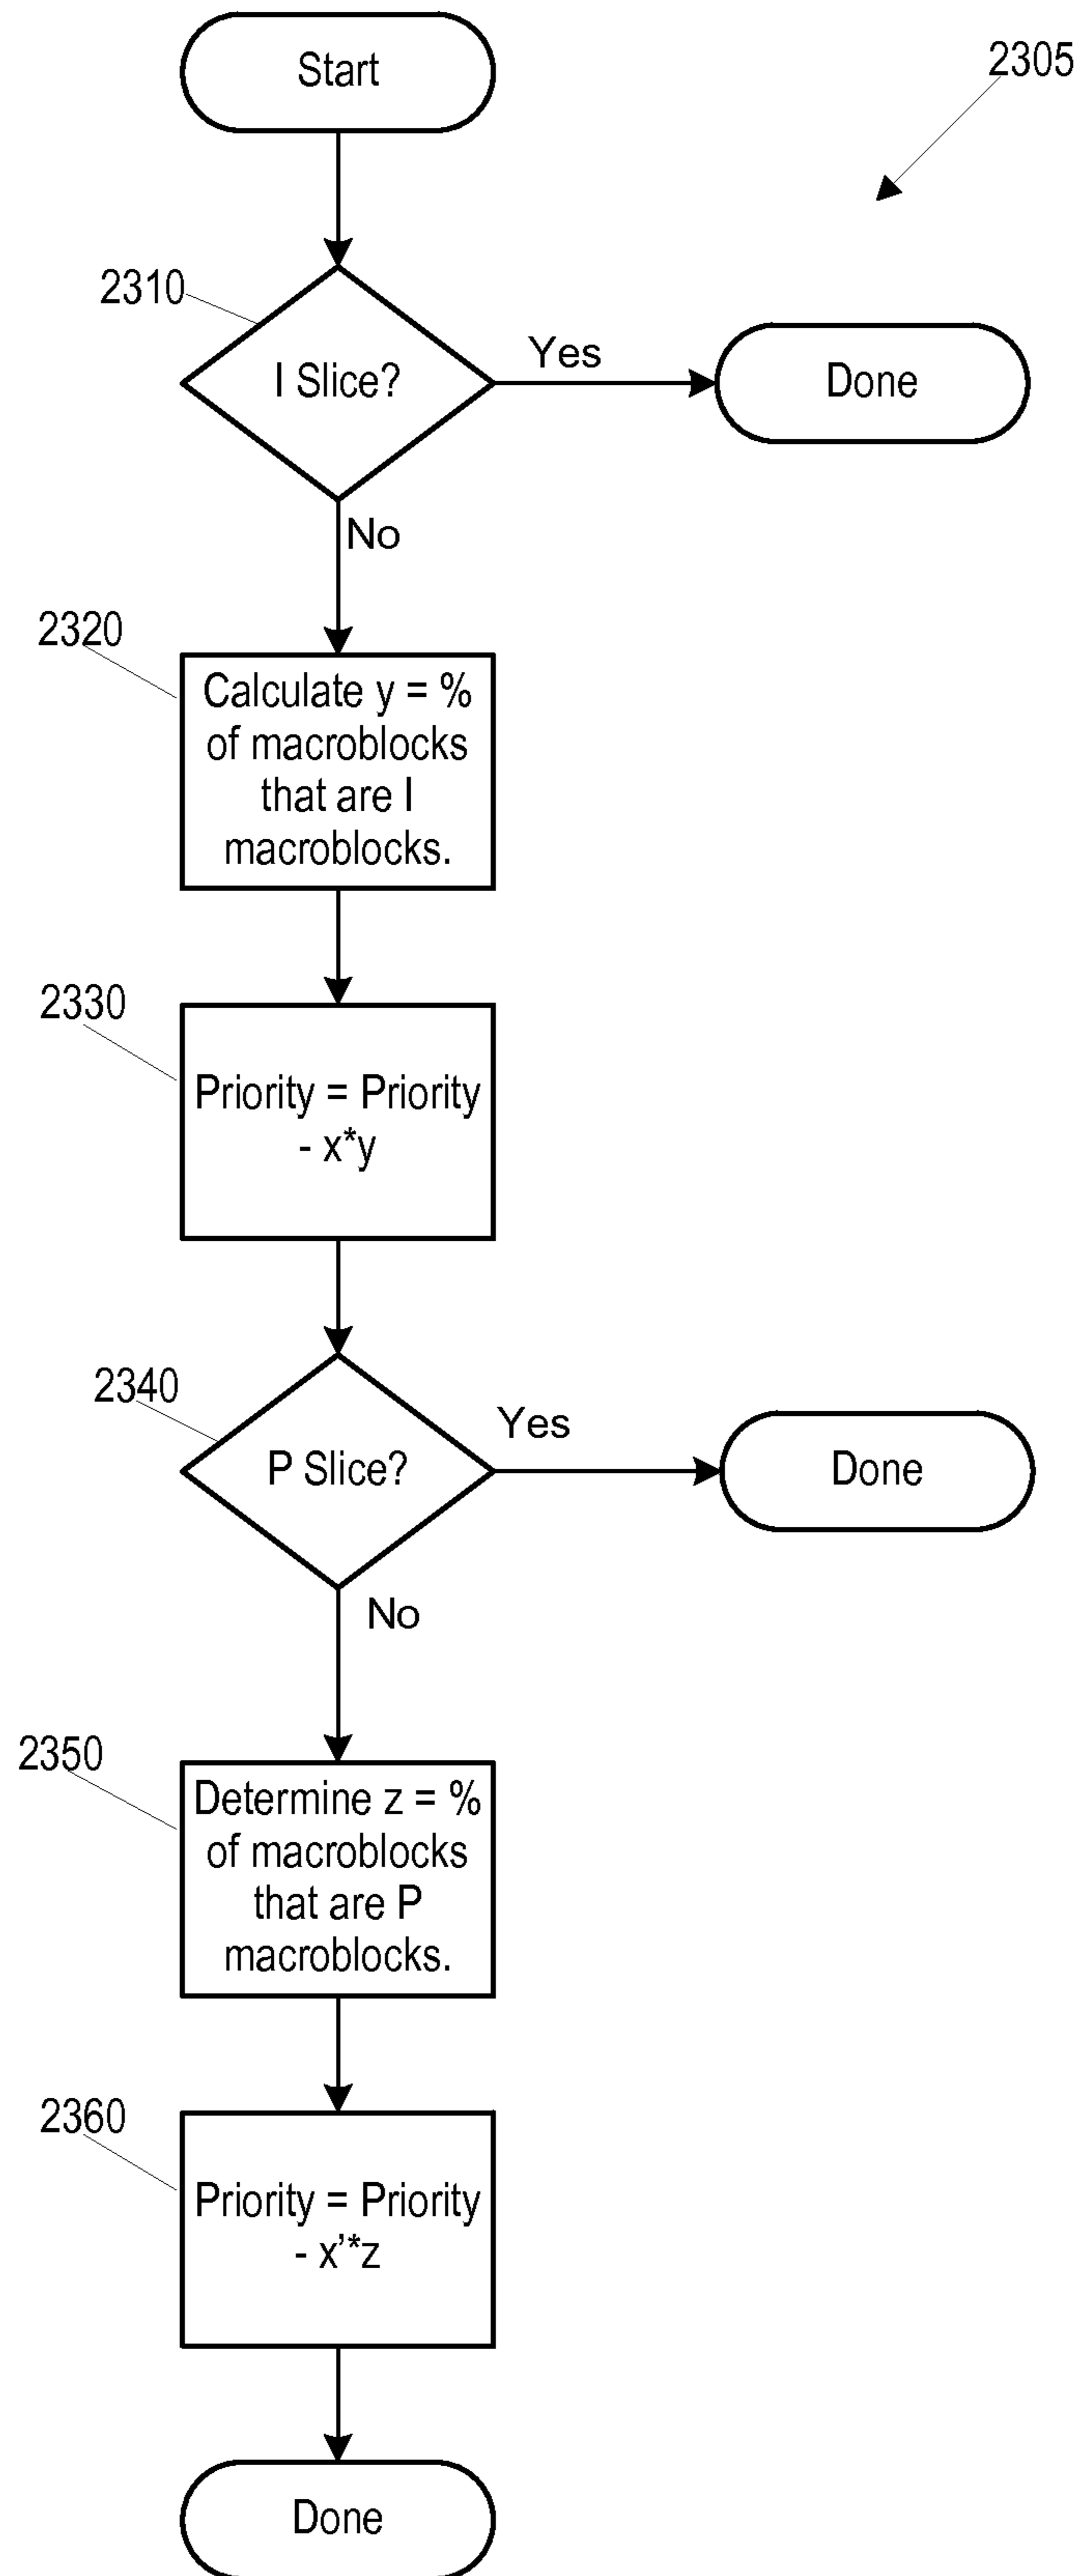 Start
2305
2310
I Slice?
Yes
Done
No
2320
Calculate y = %
of macroblocks
that are I
macroblocks.
2330
Priority = Priority
- x*y
2340
P Slice?
Yes
Done
No
2350
Determine z = %
of macroblocks
that are P
macroblocks.
2360
Priority = Priority
- x'*z
Done